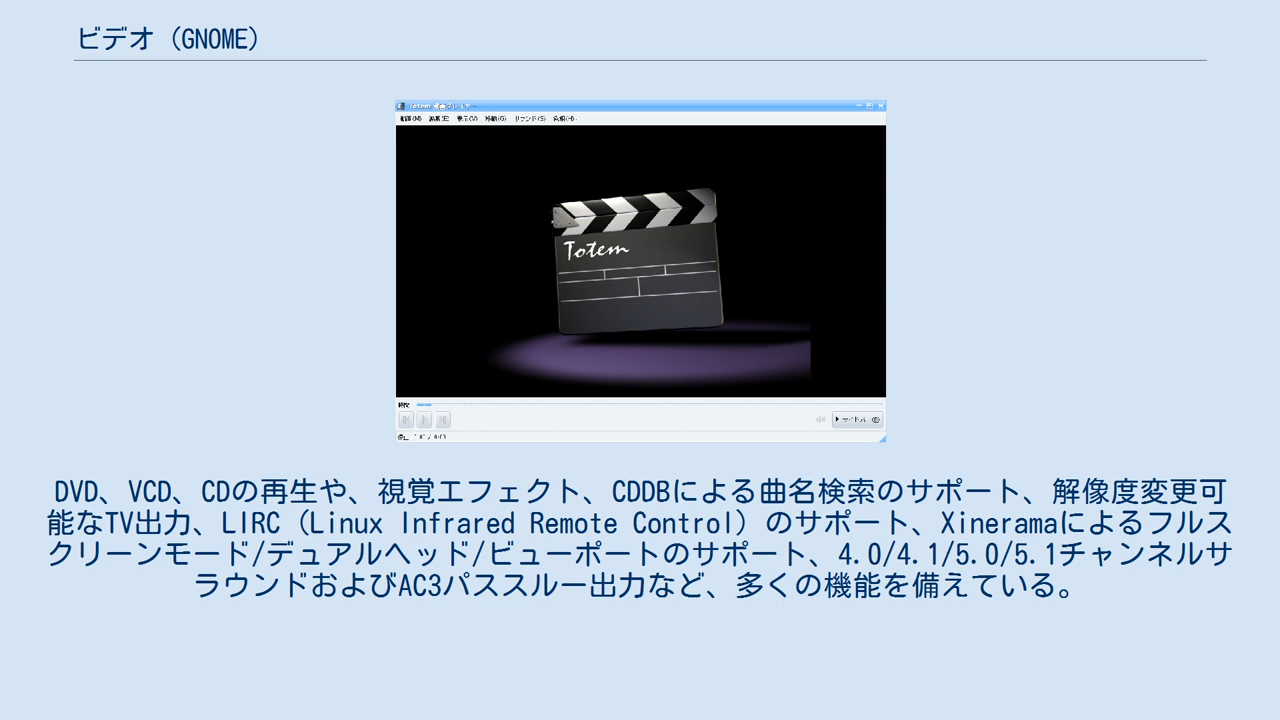 ビデオ（GNOME）
Totem
DVD、VCD、CDの再生や、視覚エフェクト、CDDBによる曲名検索のサポート、解像度変更可
能なTV出力、LIRC（Linux Infrared Remote Control）のサポート、Xineramaによるフルス
クリーンモード/デュアルヘッド/ビューポートのサポート、4.0/4.1/5.0/5.1チャンネルサ
ラウンドおよびAC3パススルー出力など、多くの機能を備えている。